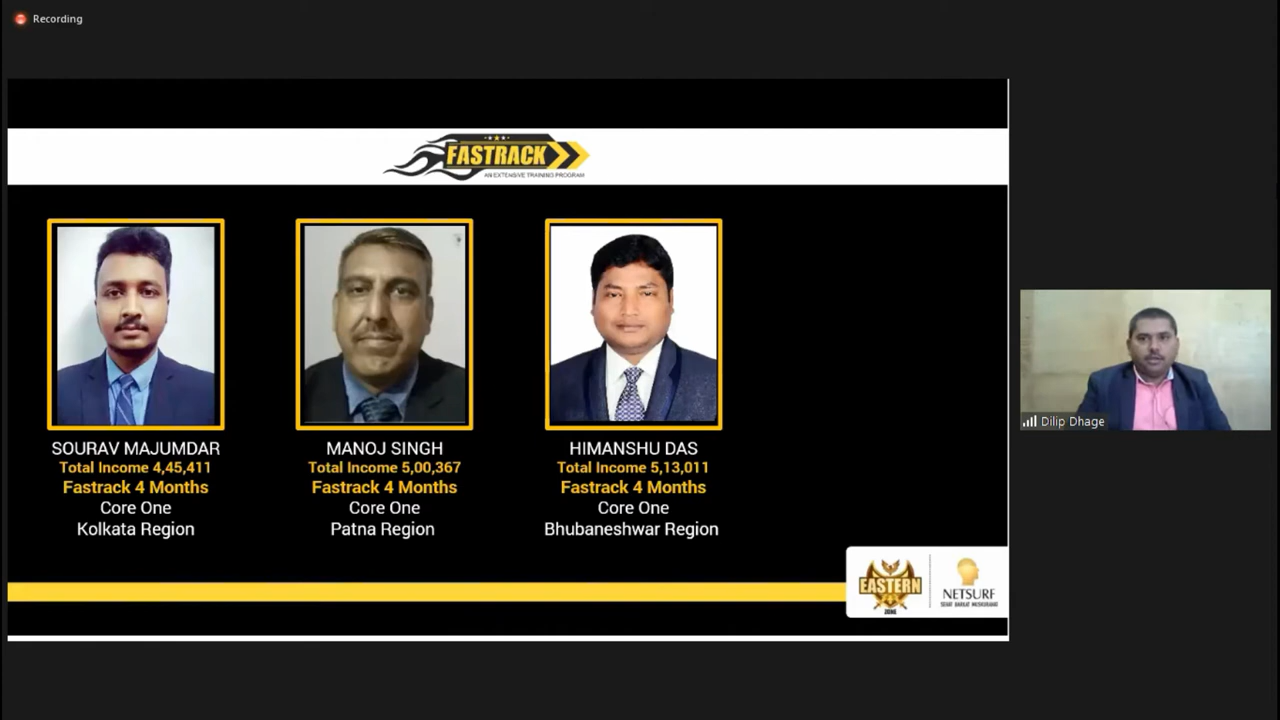 Recording
FASTRACK
AN EXTENSIVE TRAINING PROGRAM
SOURAV MAJUMDAR
Total Income 4,45,411
Fastrack 4 Months
Core One
Kolkata Region
MANOJ SINGH
Total Income 5,00,367
Fastrack 4 Months
Core One
Patna Region
HIMANSHU DAS
Total Income 5,13,011
Fastrack 4 Months
Core One
Bhubaneshwar Region
Dilip Dhage
EASTERN
ZONE
NETSURF